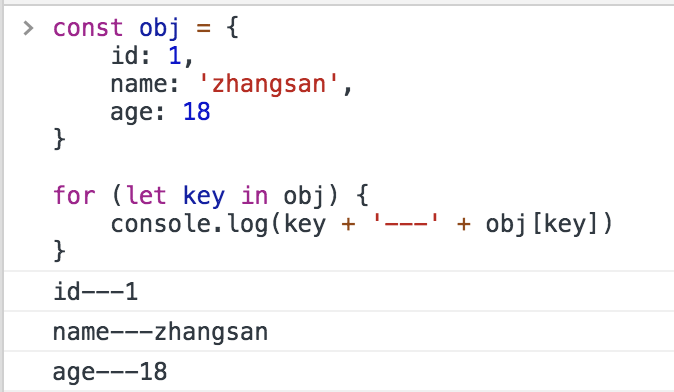 > const obj = {
    id: 1,
    name: 'zhangsan',
    age: 18
}

for (let key in obj) {
    console.log(key + '---' + obj[key])
}
id---1
name---zhangsan
age---18